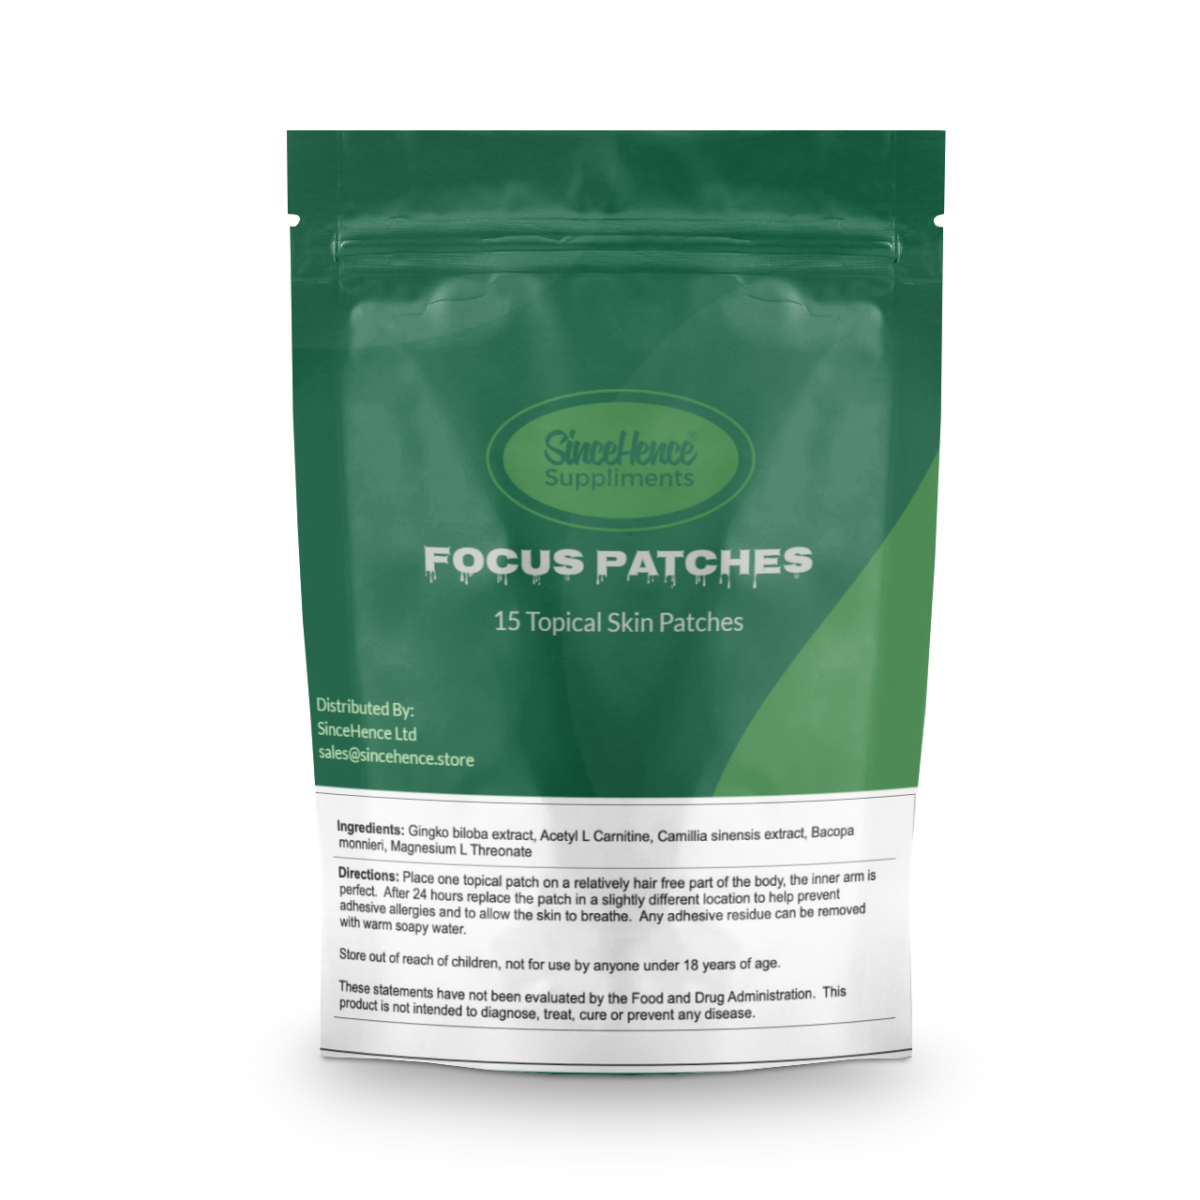 SinceHence®
Suppliments
FOCUS PATCHES
15 Topical Skin Patches
Distributed By:
SinceHence Ltd
sales@sincehence.store
Ingredients: Gingko biloba extract, Acetyl L Carnitine, Camillia sinensis extract, Bacopa
monnieri, Magnesium L Threonate
Directions: Place one topical patch on a relatively hair free part of the body, the inner arm is
perfect. After 24 hours replace the patch in a slightly different location to help prevent
adhesive allergies and to allow the skin to breathe. Any adhesive residue can be removed
with warm soapy water.
Store out of reach of children, not for use by anyone under 18 years of age.
These statements have not been evaluated by the Food and Drug Administration. This
product is not intended to diagnose, treat, cure or prevent any disease.